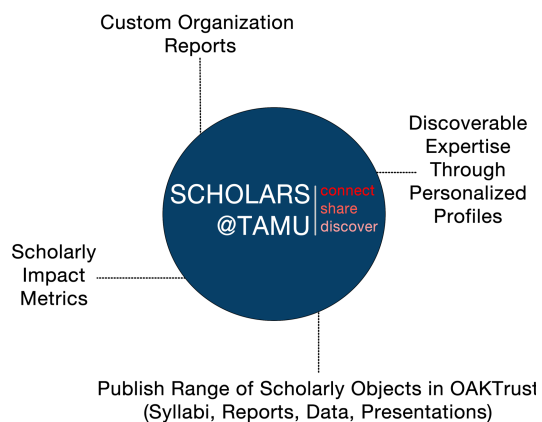 Custom Organization
Reports
Discoverable
Expertise
Through
Personalized
Profiles
SCHOLARS
@TAMU
connect
share
discover
Scholarly
Impact
Metrics
Publish Range of Scholarly Objects in OAKTrust
(Syllabi, Reports, Data, Presentations)